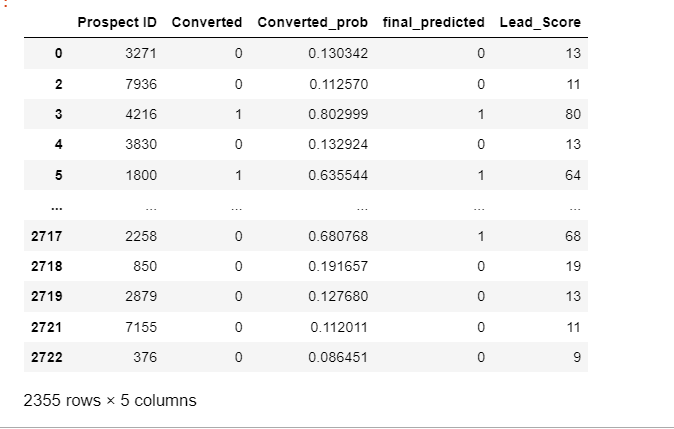 Prospect ID Converted Converted_prob final_predicted Lead_Score
0 3271 0 0.130342 0 13
2 7936 0 0.112570 0 11
3 4216 1 0.802999 1 80
4 3830 0 0.132924 0 13
5 1800 1 0.635544 1 64
... ... ... ... ... ...
2717 2258 0 0.680768 1 68
2718 850 0 0.191657 0 19
2719 2879 0 0.127680 0 13
2721 7155 0 0.112011 0 11
2722 376 0 0.086451 0 9
2355 rows × 5 columns